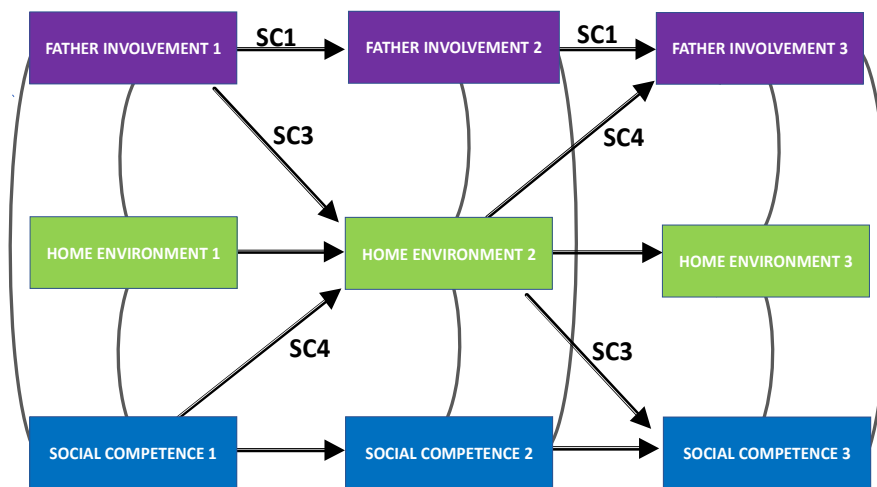 SC1
SC1
FATHER INVOLVEMENT 1
FATHER INVOLVEMENT 2
FATHER INVOLVEMENT 3
SC3
SC4
HOME ENVIRONMENT 1
HOME ENVIRONMENT 2
HOME ENVIRONMENT 3
SC4
SC3
SOCIAL COMPETENCE 1
SOCIAL COMPETENCE 2
SOCIAL COMPETENCE 3